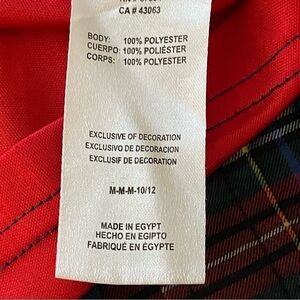 CA # 43063
BODY: 100% POLYESTER
CUERPO: 100% POLIÉSTER
CORPS: 100% POLYESTER
EXCLUSIVE OF DECORATION
EXCLUSIVO DE DECORACION
EXCLUSIF DE DECORATION
M-M-M-10/12
MADE IN EGYPT
HECHO EN EGIPTO
FABRIQUÉ EN ÉGYPTE